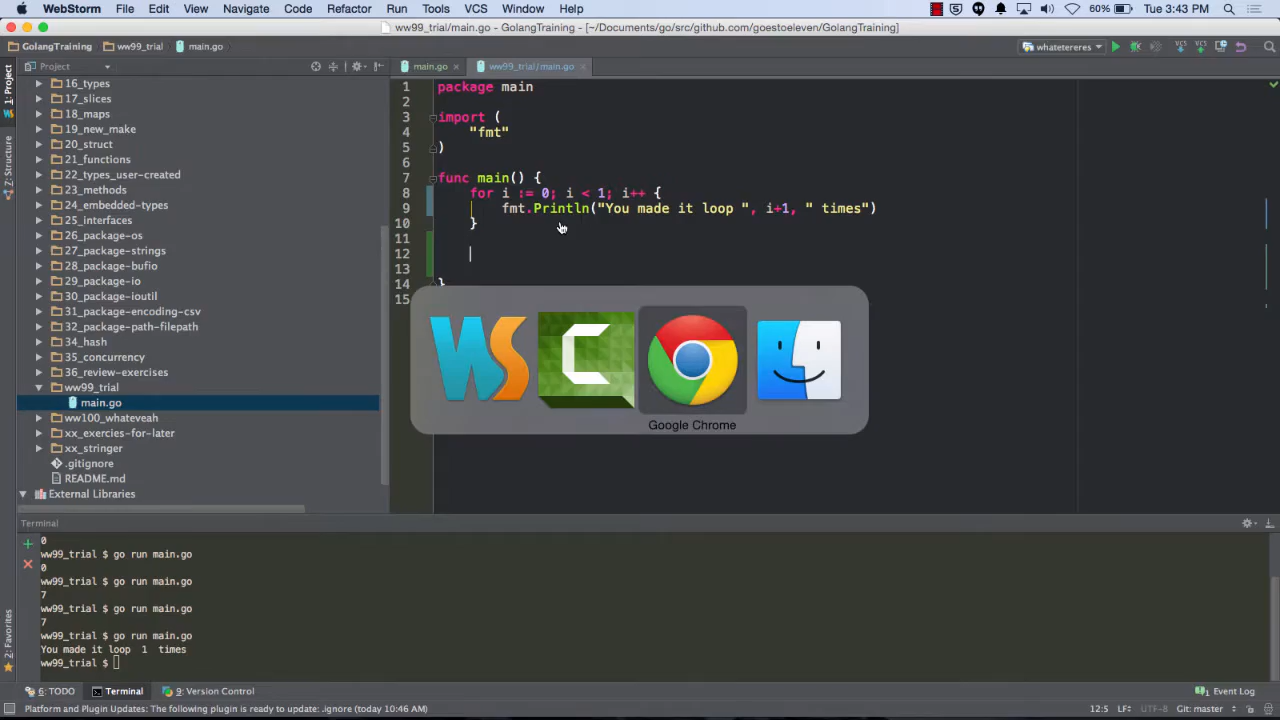 WebStorm File Edit View Navigate Code Refactor Run Tools VCS Window Help 60% Tue 3:43 PM
ww99_trial/main.go - GolangTraining - [~/Documents/go/src/github.com/goestoeleven/GolangTraining]
GolangTraining ww99_trial main.go whatetereres
1: Project
Z: Structure
2: Favorites
Project
main.go ww99_trial/main.go
16_types
17_slices
18_maps
19_new_make
20_struct
21_functions
22_types_user-created
23_methods
24_embedded-types
25_interfaces
26_package-os
27_package-strings
28_package-bufio
29_package-io
30_package-ioutil
31_package-encoding-csv
32_package-path-filepath
34_hash
35_concurrency
36_review-exercises
ww99_trial
main.go
ww100_whateveah
xx_exercies-for-later
xx_stringer
.gitignore
README.md
External Libraries
1 package main
2
3 import (
4 "fmt"
5 )
6
7 func main() {
8 for i := 0; i < 1; i++ {
9 fmt.Println("You made it loop ", i+1, " times")
10 }
11
12
13
14 }
15
Google Chrome
Terminal
0
ww99_trial $ go run main.go
0
ww99_trial $ go run main.go
7
ww99_trial $ go run main.go
7
ww99_trial $ go run main.go
You made it loop  1  times
ww99_trial $
6: TODO Terminal 9: Version Control Event Log
Platform and Plugin Updates: The following plugin is ready to update: .ignore (today 10:46 AM) 12:5 LF÷ UTF-8 Git: master÷